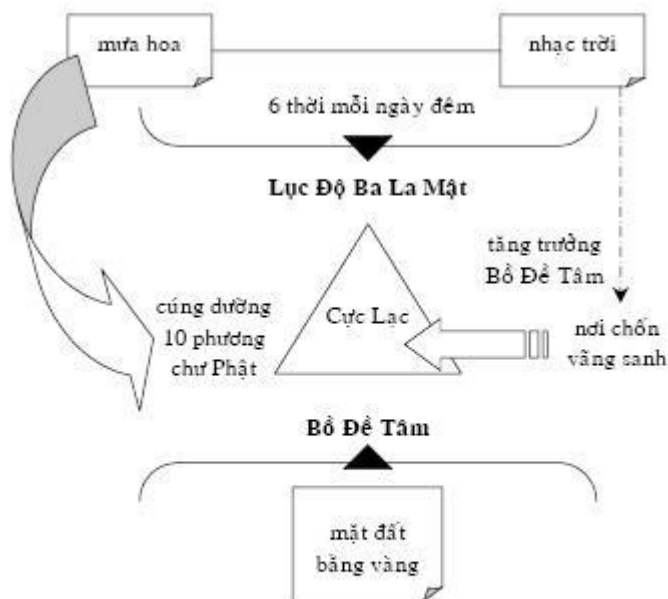 mưa hoa
nhạc trời
6 thời mỗi ngày đêm
Lục Độ Ba La Mật
tăng trưởng
Bồ Đề Tâm
cúng dường
10 phương
chư Phật
Cực Lạc
nơi chốn
vãng sanh
Bồ Đề Tâm
mặt đất
bằng vàng